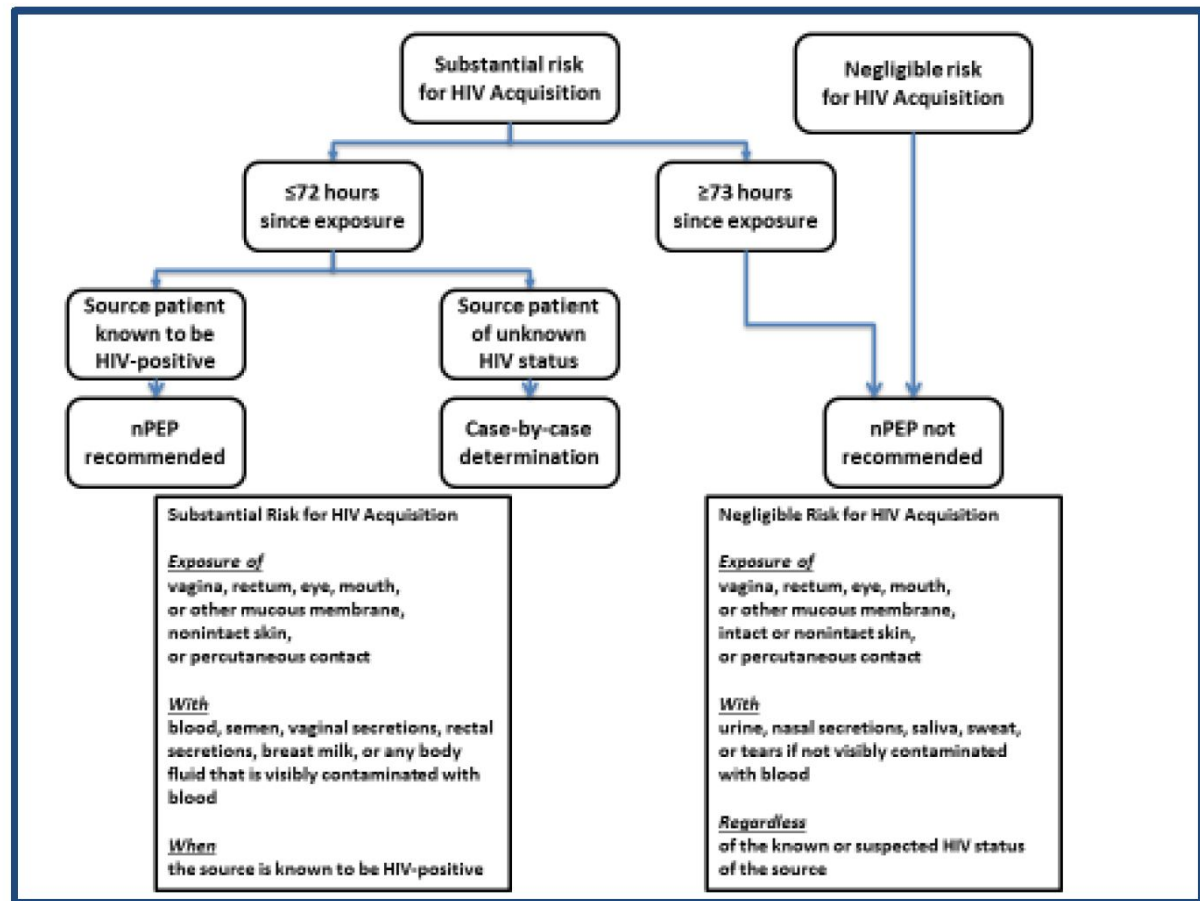 Substantial risk
for HIV Acquisition
Negligible risk
for HIV Acquisition
≤72 hours
since exposure
≥73 hours
since exposure
Source patient
known to be
HIV-positive
Source patient
of unknown
HIV status
nPEP
recommended
Case-by-case
determination
nPEP not
recommended
Substantial Risk for HIV Acquisition
Exposure of
vagina, rectum, eye, mouth,
or other mucous membrane,
nonintact skin,
or percutaneous contact
With
blood, semen, vaginal secretions, rectal
secretions, breast milk, or any body
fluid that is visibly contaminated with
blood
When
the source is known to be HIV-positive
Negligible Risk for HIV Acquisition
Exposure of
vagina, rectum, eye, mouth,
or other mucous membrane,
intact or nonintact skin,
or percutaneous contact
With
urine, nasal secretions, saliva, sweat,
or tears if not visibly contaminated
with blood
Regardless
of the known or suspected HIV status
of the source